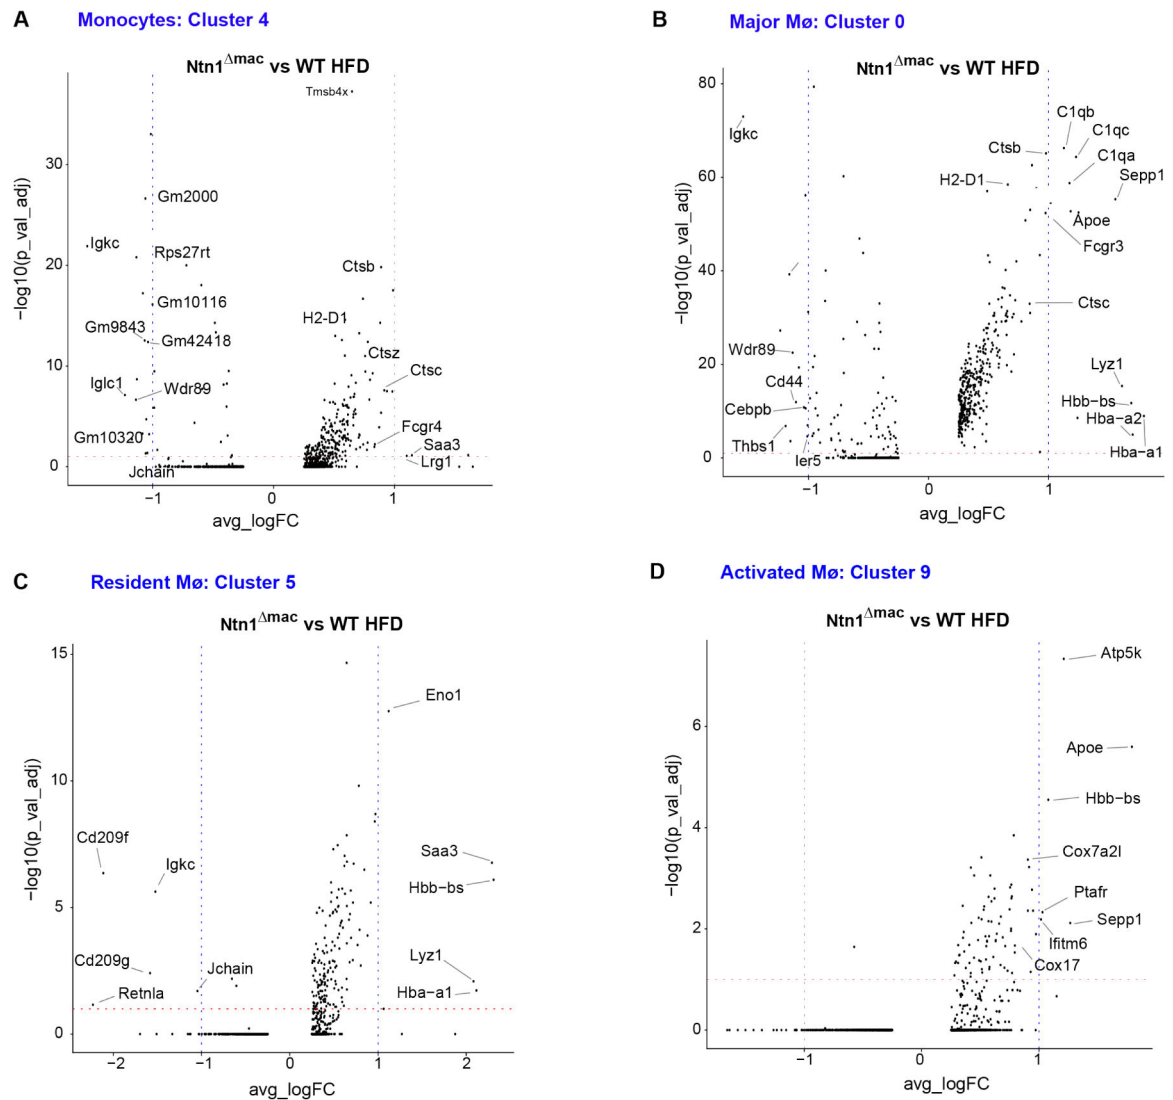 A
Monocytes: Cluster 4
Ntn1Δmac vs WT HFD
Tmsb4x
Gm2000
Igkc
Rps27rt
Ctsb
Gm10116
H2-D1
Gm9843
Gm42418
Ctsz
Iglc1
Wdr89
Ctsc
Gm10320
Fcgr4
Saa3
Jchain
Lrg1
30
20
10
0
−1
0
1
−log10(p_val_adj)
avg_logFC
B
Major Mø: Cluster 0
Ntn1Δmac vs WT HFD
Igkc
C1qb
Ctsb
C1qc
C1qa
H2-D1
Sepp1
Apoe
Fcgr3
Ctsc
Wdr89
Lyz1
Cd44
Hbb−bs
Cebpb
Hba−a2
Thbs1
Ier5
Hba−a1
80
60
40
20
0
−1
0
1
−log10(p_val_adj)
avg_logFC
C
Resident Mø: Cluster 5
Ntn1Δmac vs WT HFD
Eno1
Cd209f
Igkc
Saa3
Hbb−bs
Cd209g
Jchain
Lyz1
Retnla
Hba−a1
15
10
5
0
−2
−1
0
1
2
−log10(p_val_adj)
avg_logFC
D
Activated Mø: Cluster 9
Ntn1Δmac vs WT HFD
Atp5k
Apoe
Hbb−bs
Cox7a2l
Ptafr
Sepp1
Ifitm6
Cox17
6
4
2
0
−1
0
1
−log10(p_val_adj)
avg_logFC